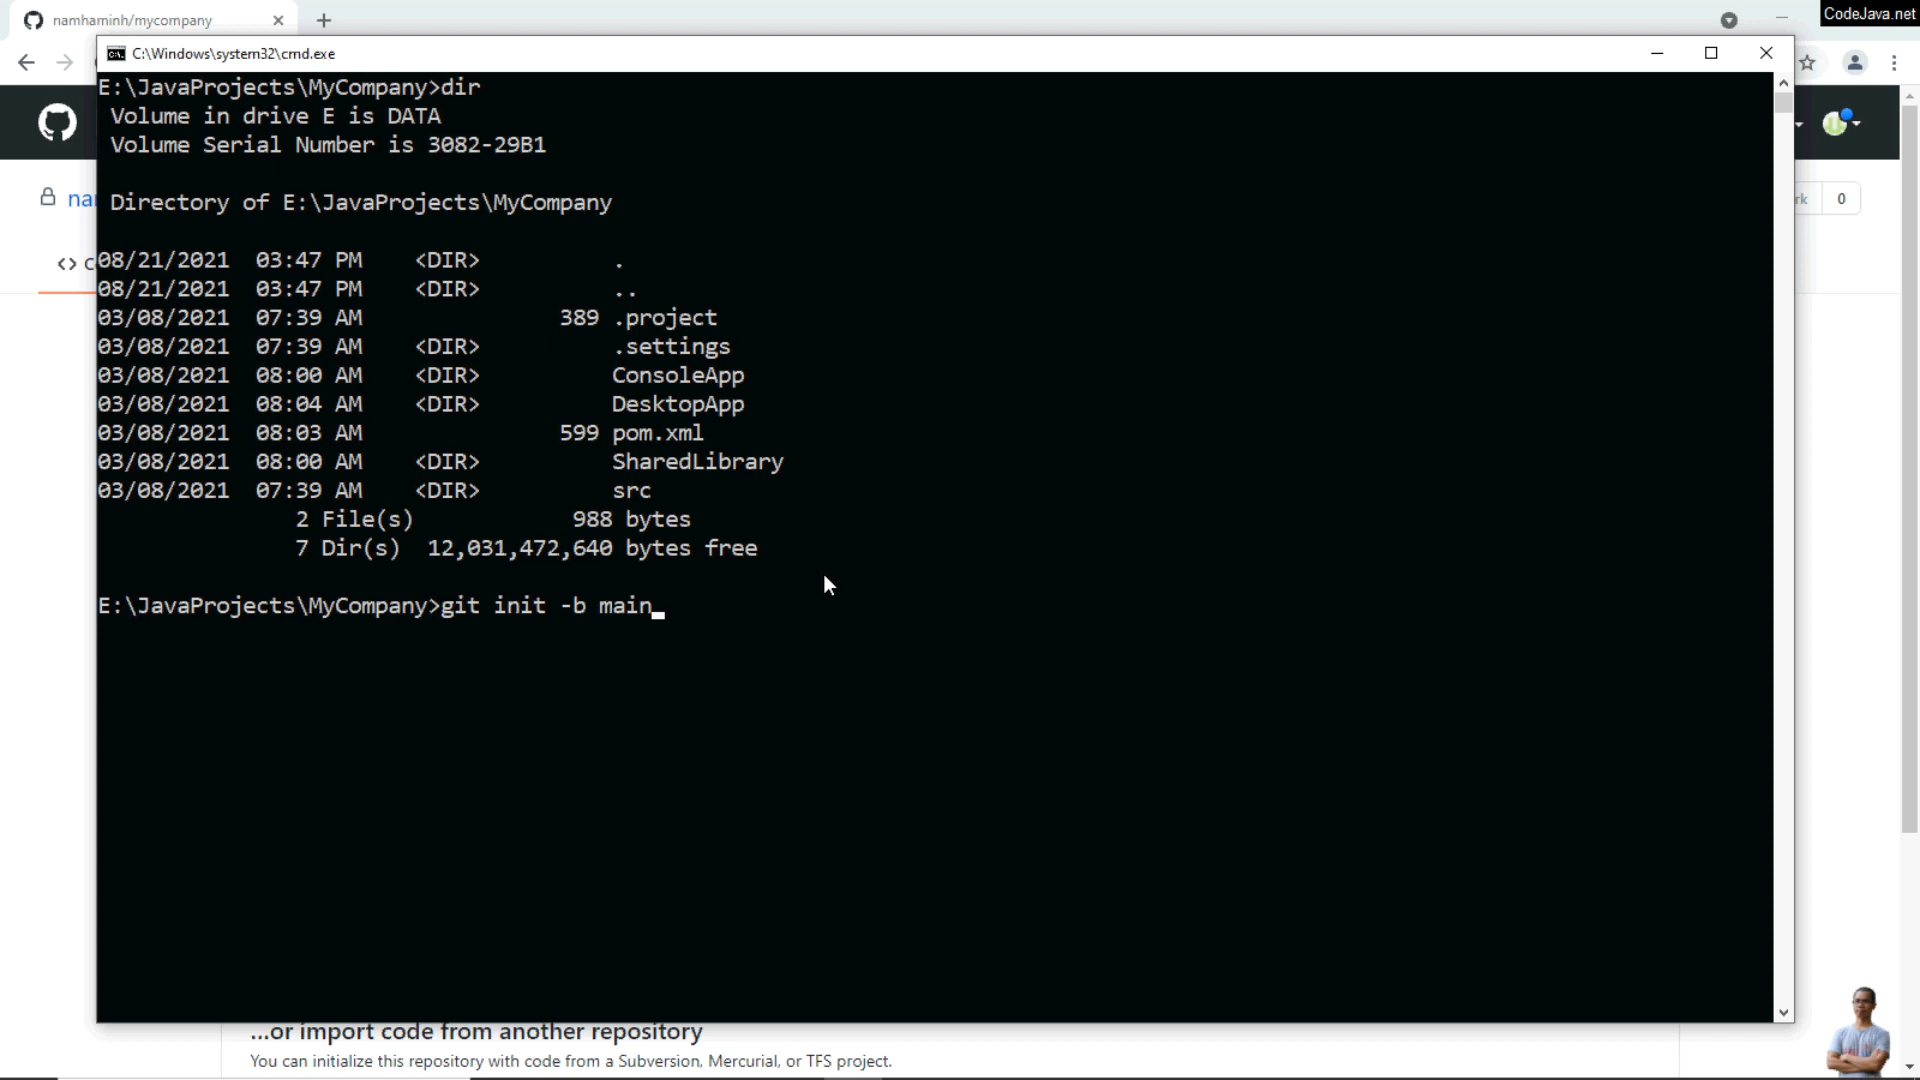 namhaminh/mycompany
CodeJava.net
C:\Windows\system32\cmd.exe
E:\JavaProjects\MyCompany>dir
Volume in drive E is DATA
Volume Serial Number is 3082-29B1
Directory of E:\JavaProjects\MyCompany
08/21/2021 03:47 PM <DIR> .
08/21/2021 03:47 PM <DIR> ..
03/08/2021 07:39 AM 389 .project
03/08/2021 07:39 AM <DIR> .settings
03/08/2021 08:00 AM <DIR> ConsoleApp
03/08/2021 08:04 AM <DIR> DesktopApp
03/08/2021 08:03 AM 599 pom.xml
03/08/2021 08:00 AM <DIR> SharedLibrary
03/08/2021 07:39 AM <DIR> src
2 File(s) 988 bytes
7 Dir(s) 12,031,472,640 bytes free
E:\JavaProjects\MyCompany>git init -b main
0
...or import code from another repository
You can initialize this repository with code from a Subversion, Mercurial, or TFS project.